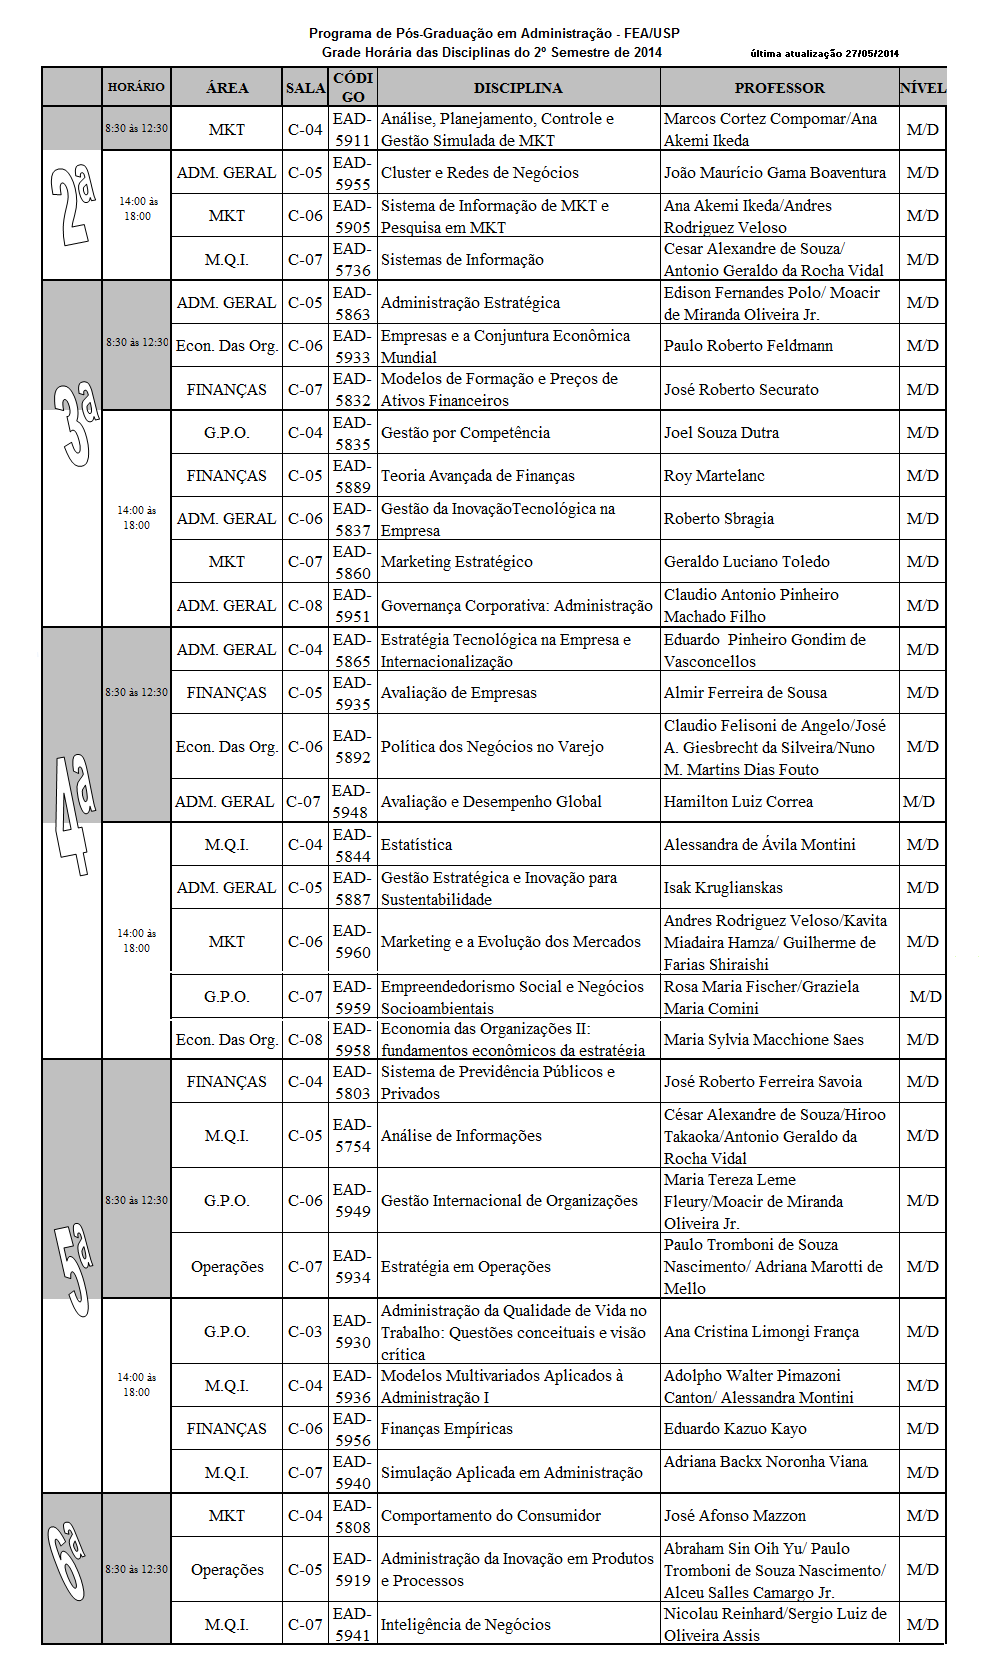 Programa de Pós-Graduação em Administração - FEA/USP
Grade Horária das Disciplinas do 2º Semestre de 2014
última atualização 27/05/2014
HORÁRIO ÁREA SALA CÓDI GO DISCIPLINA PROFESSOR NÍVEL
2ª
8:30 às 12:30
MKT C-04 EAD-5911 Análise, Planejamento, Controle e Gestão Simulada de MKT Marcos Cortez Compomar/Ana Akemi Ikeda M/D
14:00 às 18:00
ADM. GERAL C-05 EAD-5955 Cluster e Redes de Negócios João Maurício Gama Boaventura M/D
MKT C-06 EAD-5905 Sistema de Informação de MKT e Pesquisa em MKT Ana Akemi Ikeda/Andres Rodriguez Veloso M/D
M.Q.I. C-07 EAD-5736 Sistemas de Informação Cesar Alexandre de Souza/ Antonio Geraldo da Rocha Vidal M/D
3ª
8:30 às 12:30
ADM. GERAL C-05 EAD-5863 Administração Estratégica Edison Fernandes Polo/ Moacir de Miranda Oliveira Jr. M/D
Econ. Das Org. C-06 EAD-5933 Empresas e a Conjuntura Econômica Mundial Paulo Roberto Feldmann M/D
FINANÇAS C-07 EAD-5832 Modelos de Formação e Preços de Ativos Financeiros José Roberto Securato M/D
14:00 às 18:00
G.P.O. C-04 EAD-5835 Gestão por Competência Joel Souza Dutra M/D
FINANÇAS C-05 EAD-5889 Teoria Avançada de Finanças Roy Martelanc M/D
ADM. GERAL C-06 EAD-5837 Gestão da InovaçãoTecnológica na Empresa Roberto Sbragia M/D
MKT C-07 EAD-5860 Marketing Estratégico Geraldo Luciano Toledo M/D
ADM. GERAL C-08 EAD-5951 Governança Corporativa: Administração Claudio Antonio Pinheiro Machado Filho M/D
4ª
8:30 às 12:30
ADM. GERAL C-04 EAD-5865 Estratégia Tecnológica na Empresa e Internacionalização Eduardo Pinheiro Gondim de Vasconcellos M/D
FINANÇAS C-05 EAD-5935 Avaliação de Empresas Almir Ferreira de Sousa M/D
Econ. Das Org. C-06 EAD-5892 Política dos Negócios no Varejo Claudio Felisoni de Angelo/José A. Giesbrecht da Silveira/Nuno M. Martins Dias Fouto M/D
ADM. GERAL C-07 EAD-5948 Avaliação e Desempenho Global Hamilton Luiz Correa M/D
14:00 às 18:00
M.Q.I. C-04 EAD-5844 Estatística Alessandra de Ávila Montini M/D
ADM. GERAL C-05 EAD-5887 Gestão Estratégica e Inovação para Sustentabilidade Isak Kruglianskas M/D
MKT C-06 EAD-5960 Marketing e a Evolução dos Mercados Andres Rodriguez Veloso/Kavita Miadaira Hamza/ Guilherme de Farias Shiraishi M/D
G.P.O. C-07 EAD-5959 Empreendedorismo Social e Negócios Socioambientais Rosa Maria Fischer/Graziela Maria Comini M/D
Econ. Das Org. C-08 EAD-5958 Economia das Organizações II: fundamentos econômicos da estratégia Maria Sylvia Macchione Saes M/D
5ª
8:30 às 12:30
FINANÇAS C-04 EAD-5803 Sistema de Previdência Públicos e Privados José Roberto Ferreira Savoia M/D
M.Q.I. C-05 EAD-5754 Análise de Informações César Alexandre de Souza/Hiroo Takaoka/Antonio Geraldo da Rocha Vidal M/D
G.P.O. C-06 EAD-5949 Gestão Internacional de Organizações Maria Tereza Leme Fleury/Moacir de Miranda Oliveira Jr. M/D
Operações C-07 EAD-5934 Estratégia em Operações Paulo Tromboni de Souza Nascimento/ Adriana Marotti de Mello M/D
14:00 às 18:00
G.P.O. C-03 EAD-5930 Administração da Qualidade de Vida no Trabalho: Questões conceituais e visão crítica Ana Cristina Limongi França M/D
M.Q.I. C-04 EAD-5936 Modelos Multivariados Aplicados à Administração I Adolpho Walter Pimazoni Canton/ Alessandra Montini M/D
FINANÇAS C-06 EAD-5956 Finanças Empíricas Eduardo Kazuo Kayo M/D
M.Q.I. C-07 EAD-5940 Simulação Aplicada em Administração Adriana Backx Noronha Viana M/D
6ª
8:30 às 12:30
MKT C-04 EAD-5808 Comportamento do Consumidor José Afonso Mazzon M/D
Operações C-05 EAD-5919 Administração da Inovação em Produtos e Processos Abraham Sin Oih Yu/ Paulo Tromboni de Souza Nascimento/ Alceu Salles Camargo Jr. M/D
M.Q.I. C-07 EAD-5941 Inteligência de Negócios Nicolau Reinhard/Sergio Luiz de Oliveira Assis M/D